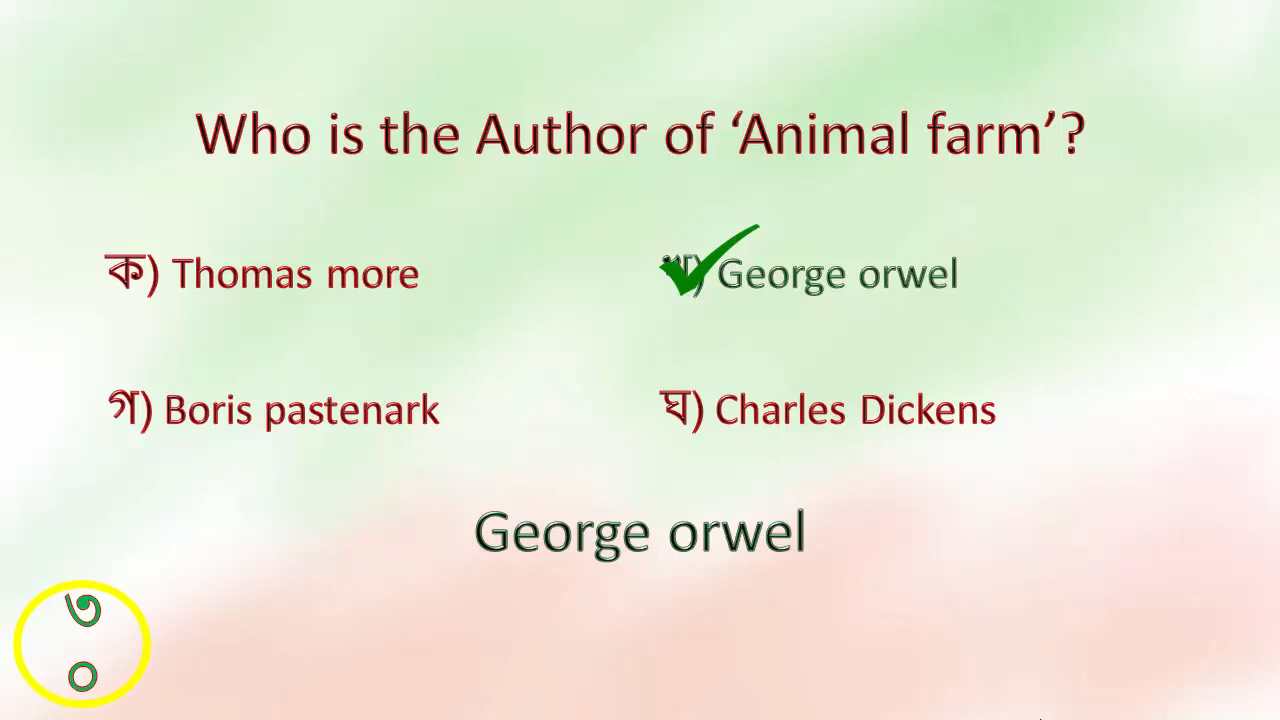 Who is the Author of ‘Animal farm’?
ক) Thomas more
George orwel
গ) Boris pastenark
ঘ) Charles Dickens
George orwel
৩
০